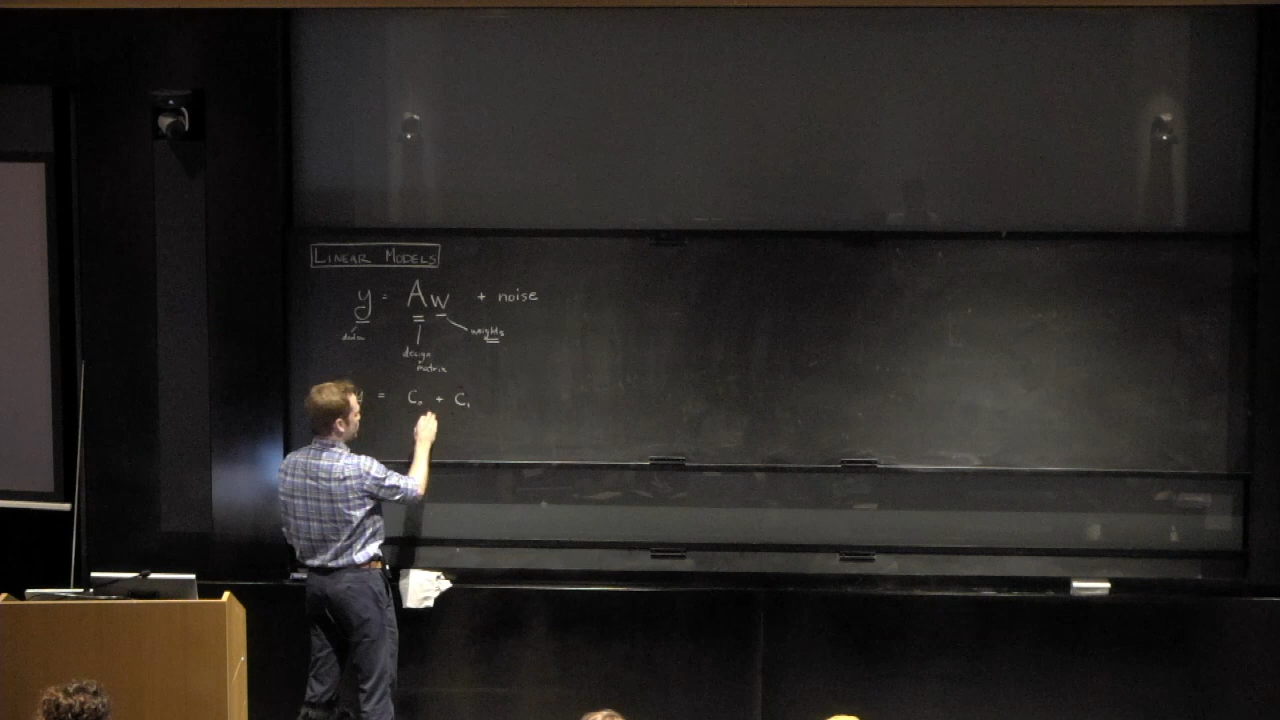 LINEAR MODELS
y = Aw + noise
data
weights
design
matrix
y = C₀ + C₁